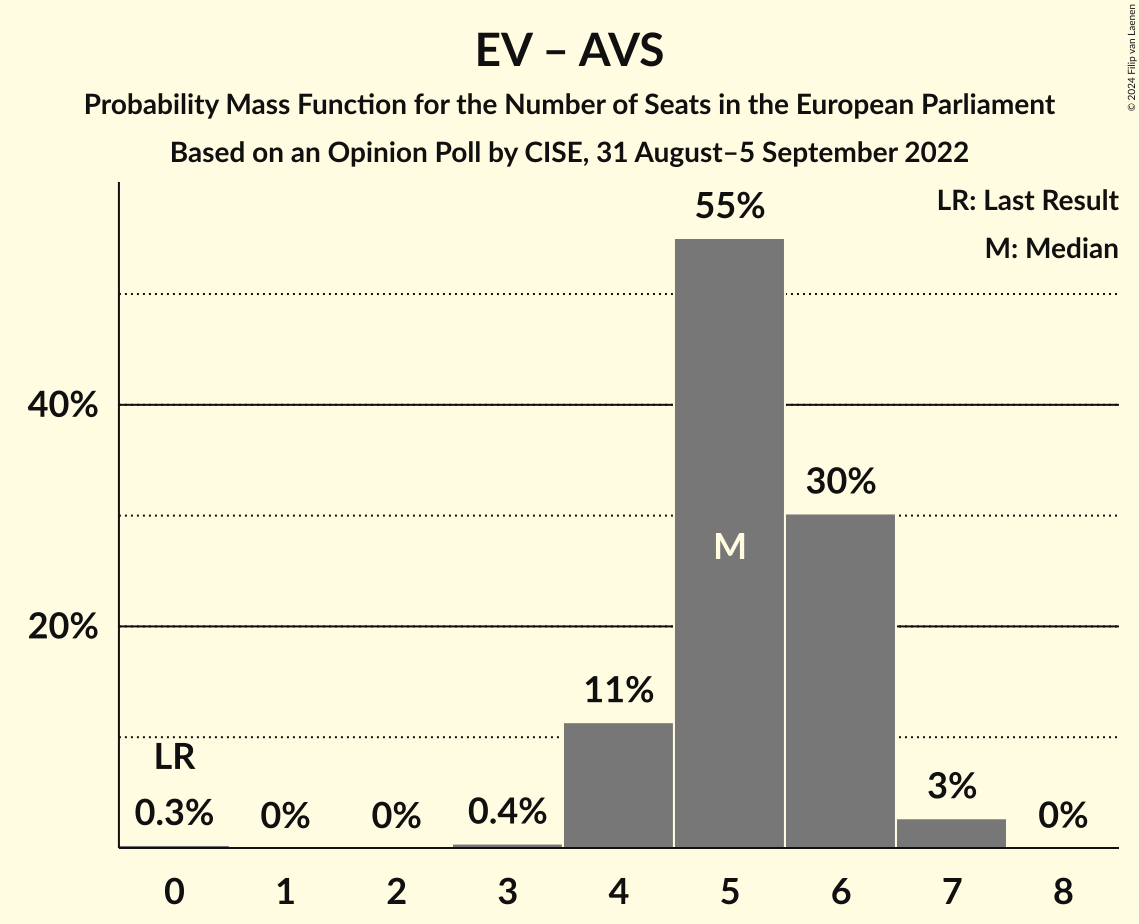 EV – AVS
Probability Mass Function for the Number of Seats in the European Parliament
Based on an Opinion Poll by CISE, 31 August–5 September 2022
© 2024 Filip van Laenen
LR: Last Result
M: Median
55%
40%
30%
M
20%
11%
LR
0.3%
0%
0%
0.4%
3%
0%
0 1 2 3 4 5 6 7 8